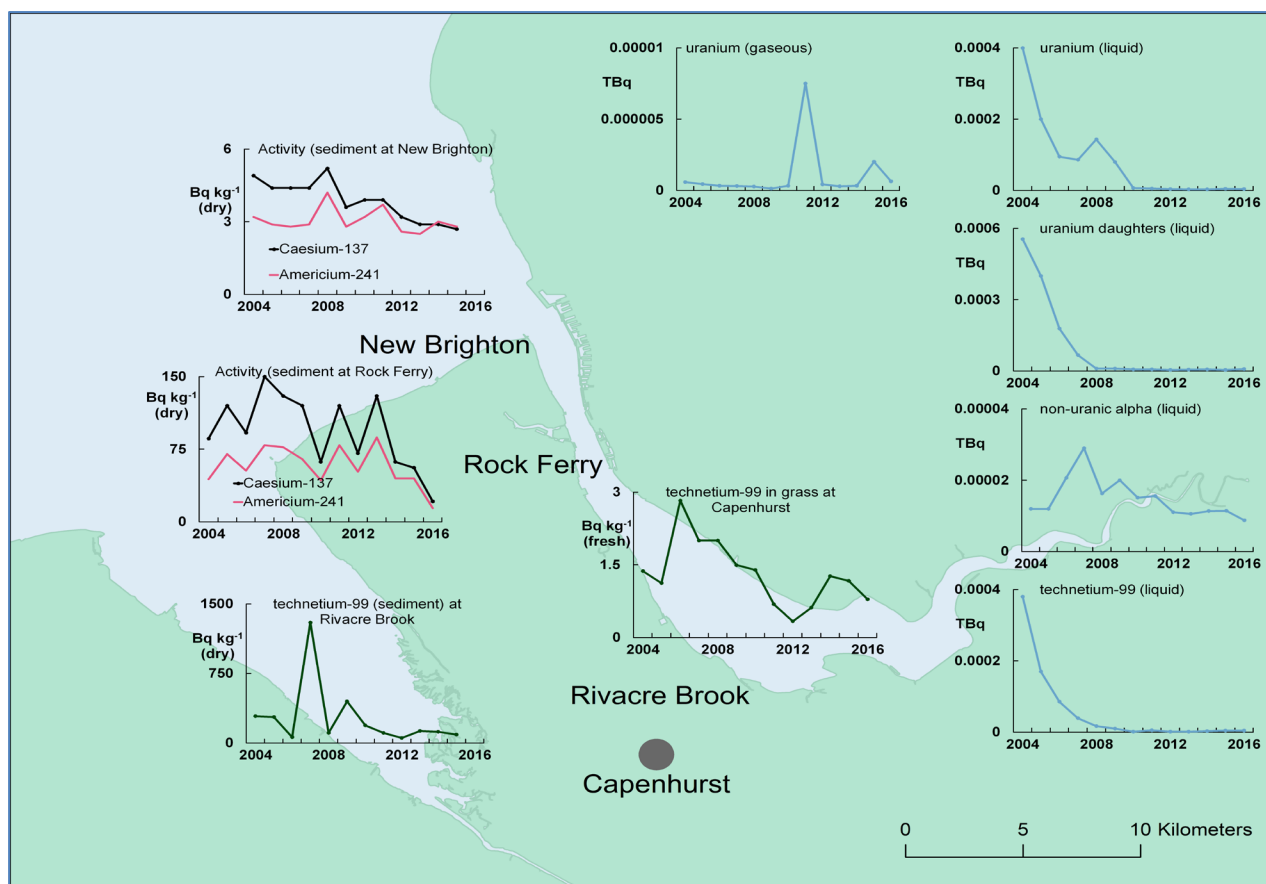 0.00001
uranium (gaseous)
TBq
0.000005
0
2004 2008 2012 2016
0.0004
uranium (liquid)
TBq
0.0002
0
2004 2008 2012 2016
6
Activity (sediment at New Brighton)
Bq kg-1
(dry)
3
Caesium-137
Americium-241
0
2004 2008 2012 2016
0.0006
uranium daughters (liquid)
TBq
0.0003
0
2004 2008 2012 2016
New Brighton
150
Activity (sediment at Rock Ferry)
Bq kg-1
(dry)
75
Caesium-137
Americium-241
0
2004 2008 2012 2016
Rock Ferry
0.00004
non-uranic alpha (liquid)
TBq
0.00002
0
2004 2008 2012 2016
3
technetium-99 in grass at
Capenhurst
Bq kg-1
(fresh)
1.5
0
2004 2008 2012 2016
1500
technetium-99 (sediment) at
Rivacre Brook
Bq kg-1
(dry)
750
0
2004 2008 2012 2016
0.0004
technetium-99 (liquid)
TBq
0.0002
0
2004 2008 2012 2016
Rivacre Brook
Capenhurst
0 5 10 Kilometers